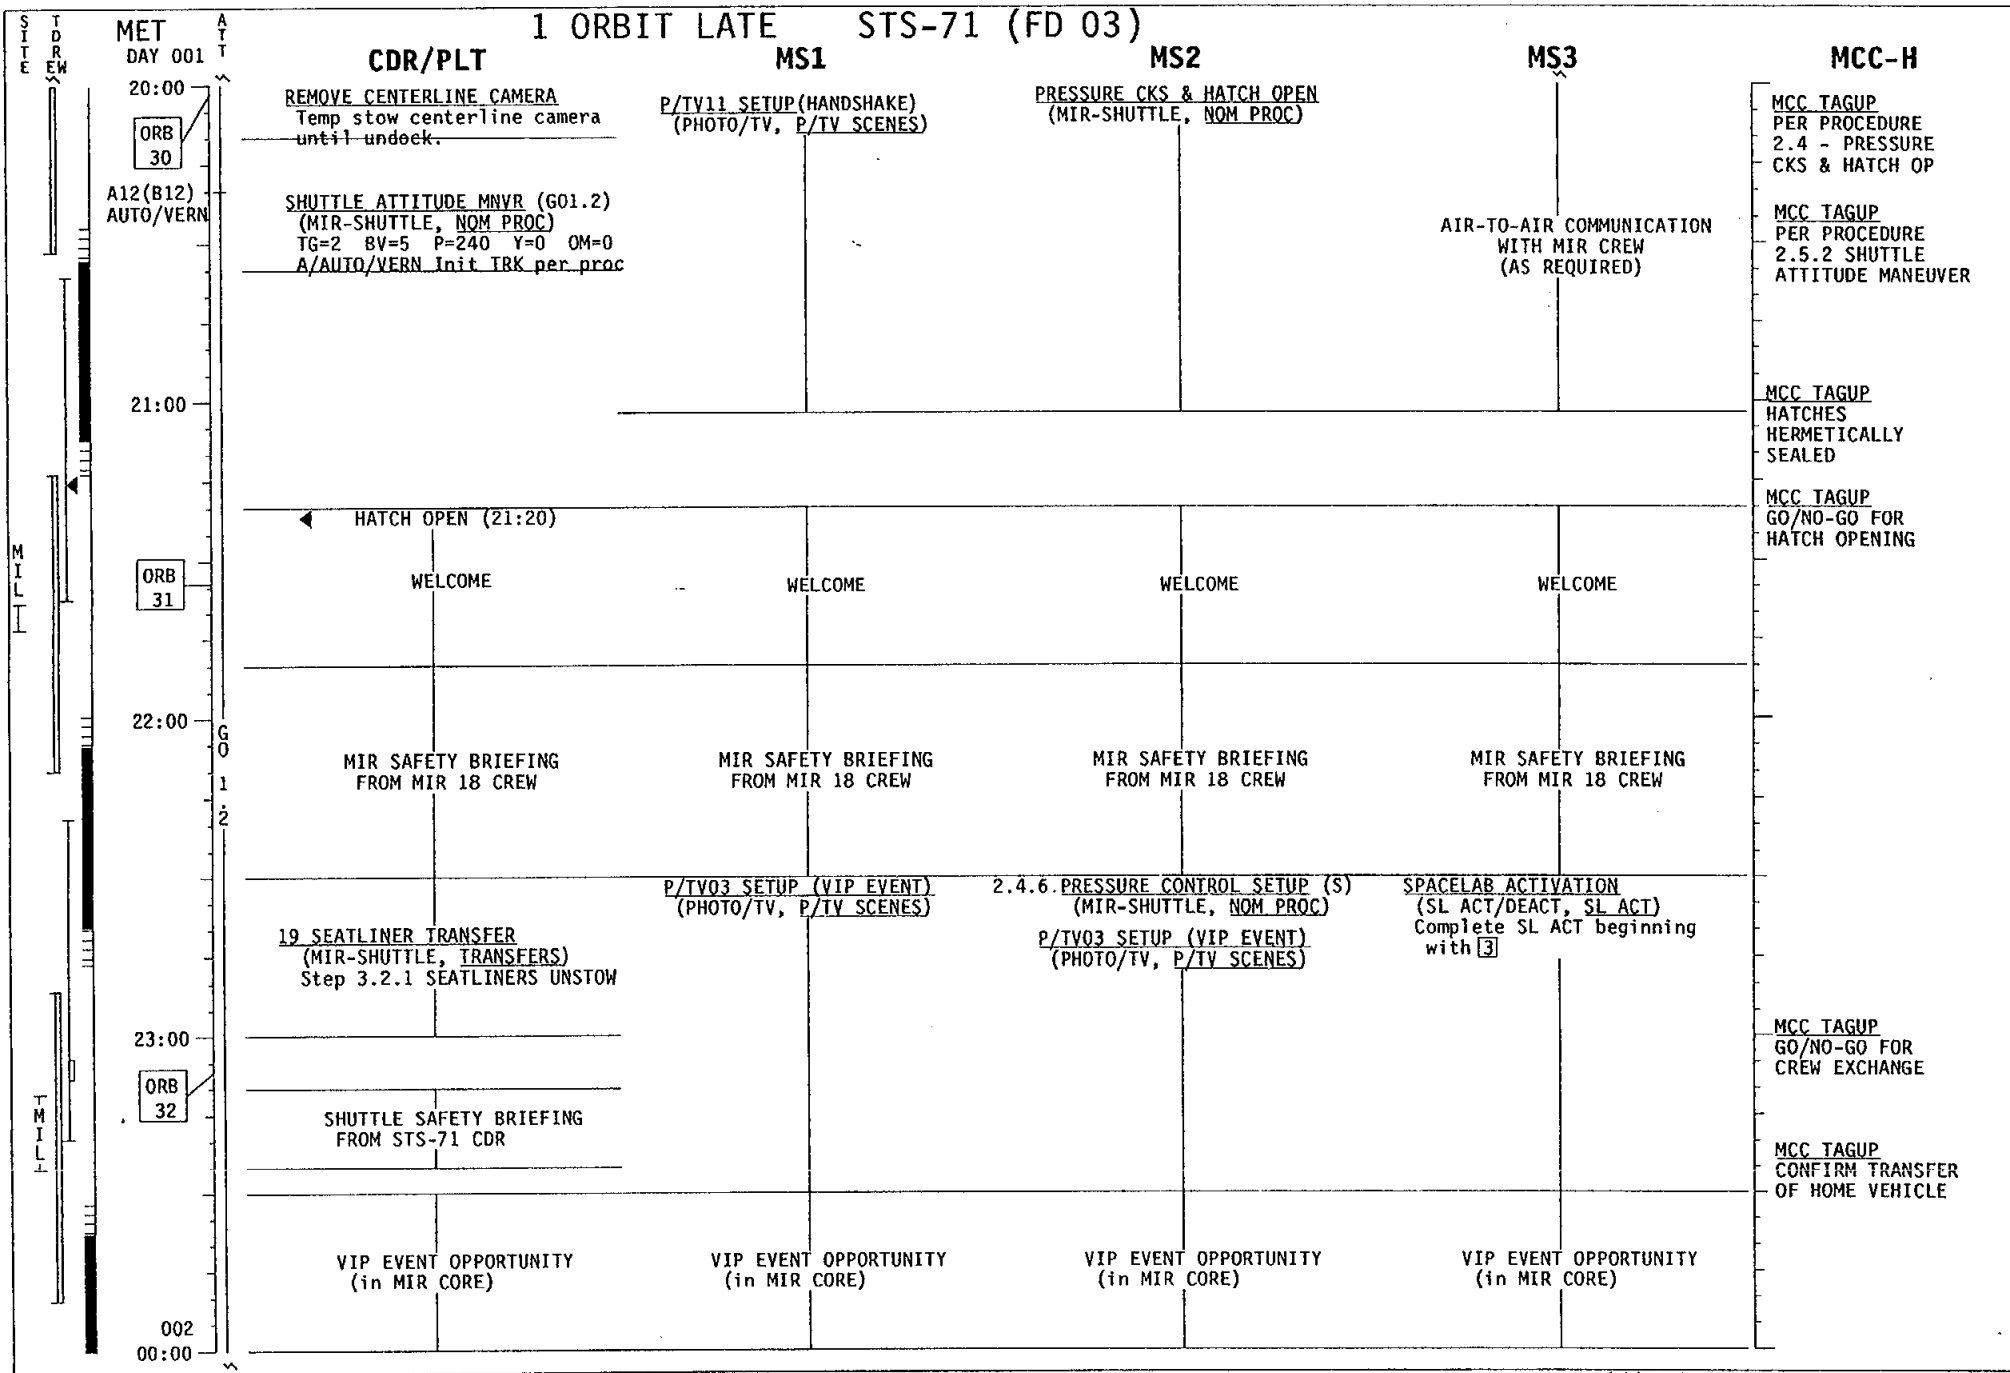 1 ORBIT LATE STS-71 (FD 03)
SITE
TDRE W
MET
DAY 001
ATT
CDR/PLT
MS1
MS2
MS3
MCC-H
20:00
ORB
30
A12(B12)
AUTO/VERN
21:00
MIL
ORB
31
22:00
G0 1.2
23:00
ORB
32
MIL
002
00:00
REMOVE CENTERLINE CAMERA
Temp stow centerline camera
until undock.
SHUTTLE ATTITUDE MNVR (G01.2)
(MIR-SHUTTLE, NOM PROC)
TG=2 BV=5 P=240 Y=0 OM=0
A/AUTO/VERN Init TRK per proc
HATCH OPEN (21:20)
WELCOME
MIR SAFETY BRIEFING
FROM MIR 18 CREW
19 SEATLINER TRANSFER
(MIR-SHUTTLE, TRANSFERS)
Step 3.2.1 SEATLINERS UNSTOW
SHUTTLE SAFETY BRIEFING
FROM STS-71 CDR
VIP EVENT OPPORTUNITY
(in MIR CORE)
P/TV11 SETUP(HANDSHAKE)
(PHOTO/TV, P/TV SCENES)
WELCOME
MIR SAFETY BRIEFING
FROM MIR 18 CREW
P/TV03 SETUP (VIP EVENT)
(PHOTO/TV, P/TV SCENES)
VIP EVENT OPPORTUNITY
(in MIR CORE)
PRESSURE CKS & HATCH OPEN
(MIR-SHUTTLE, NOM PROC)
WELCOME
MIR SAFETY BRIEFING
FROM MIR 18 CREW
2.4.6.PRESSURE CONTROL SETUP (S)
(MIR-SHUTTLE, NOM PROC)
P/TV03 SETUP (VIP EVENT)
(PHOTO/TV, P/TV SCENES)
VIP EVENT OPPORTUNITY
(in MIR CORE)
AIR-TO-AIR COMMUNICATION
WITH MIR CREW
(AS REQUIRED)
WELCOME
MIR SAFETY BRIEFING
FROM MIR 18 CREW
SPACELAB ACTIVATION
(SL ACT/DEACT, SL ACT)
Complete SL ACT beginning
with 3
VIP EVENT OPPORTUNITY
(in MIR CORE)
MCC TAGUP
PER PROCEDURE
2.4 - PRESSURE
CKS & HATCH OP
MCC TAGUP
PER PROCEDURE
2.5.2 SHUTTLE
ATTITUDE MANEUVER
MCC TAGUP
HATCHES
HERMETICALLY
SEALED
MCC TAGUP
GO/NO-GO FOR
HATCH OPENING
MCC TAGUP
GO/NO-GO FOR
CREW EXCHANGE
MCC TAGUP
CONFIRM TRANSFER
OF HOME VEHICLE